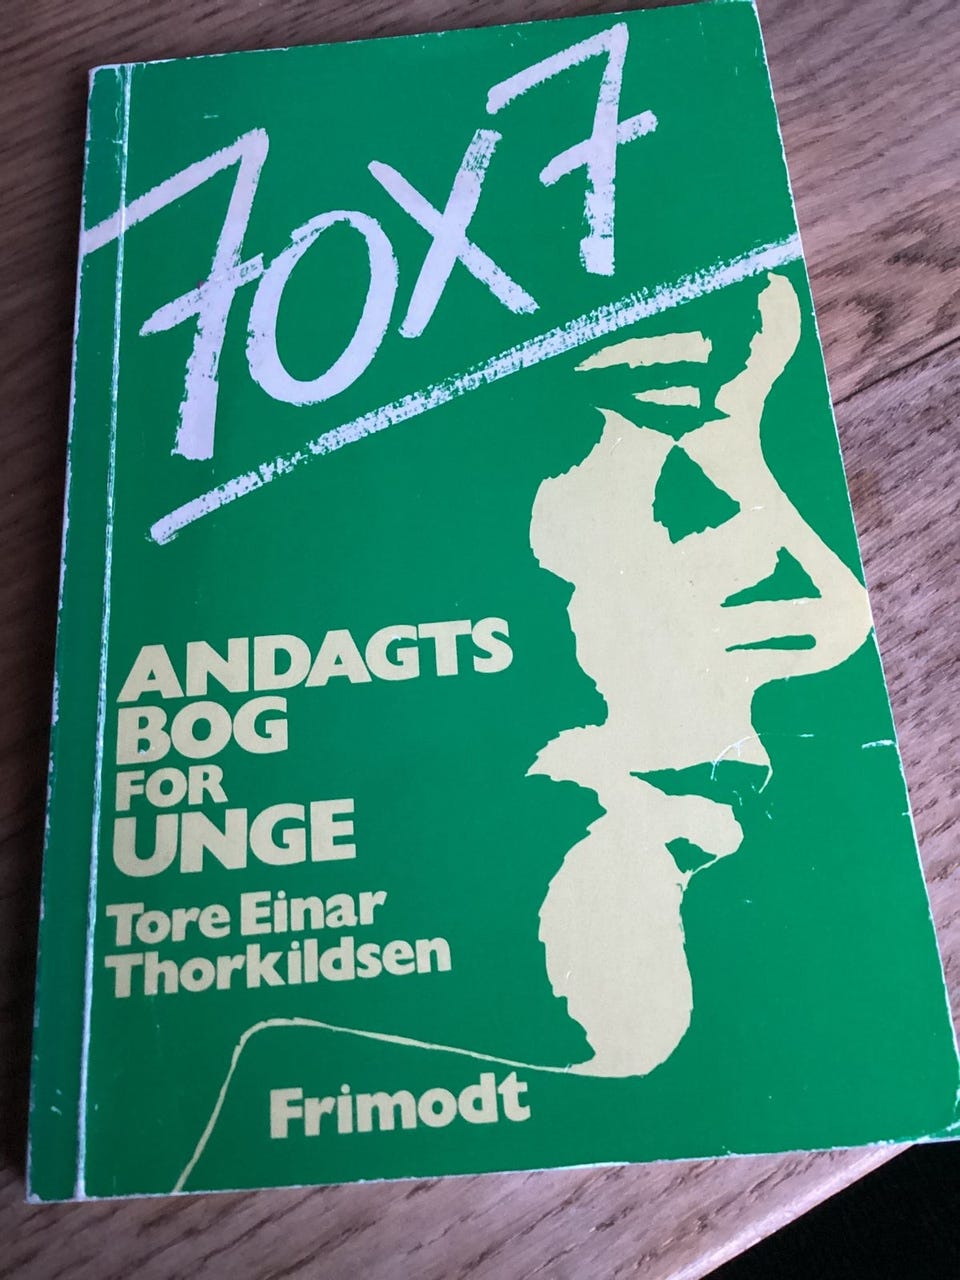 70x7
ANDAGTS
BOG
FOR
UNGE
Tore Einar
Thorkildsen
Frimodt